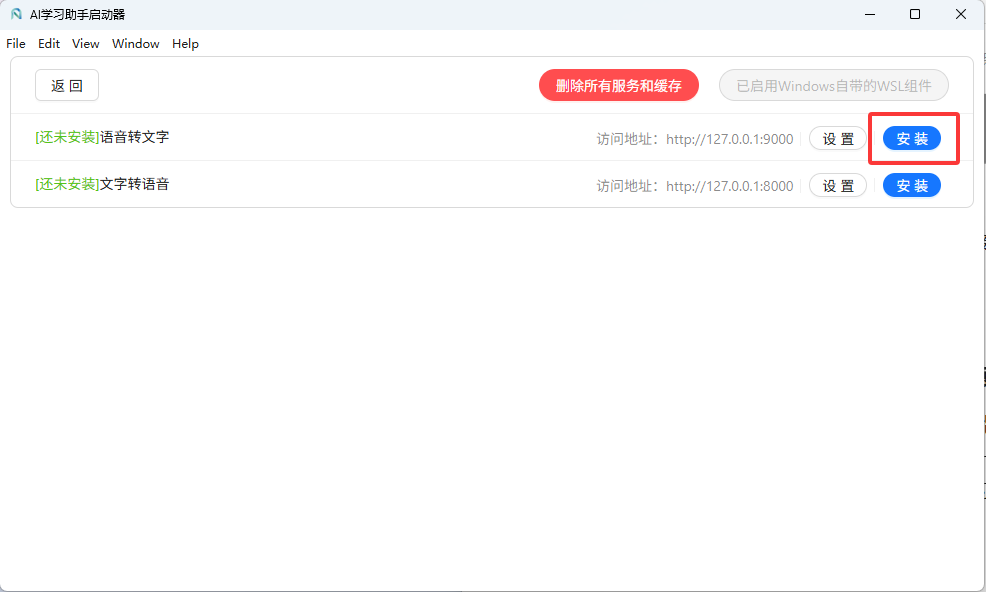 AI学习助手启动器
File Edit View Window Help
返 回 删除所有服务和缓存 已启用Windows自带的WSL组件
[还未安装]语音转文字 访问地址：http://127.0.0.1:9000 设 置 安 装
[还未安装]文字转语音 访问地址：http://127.0.0.1:8000 设 置 安 装